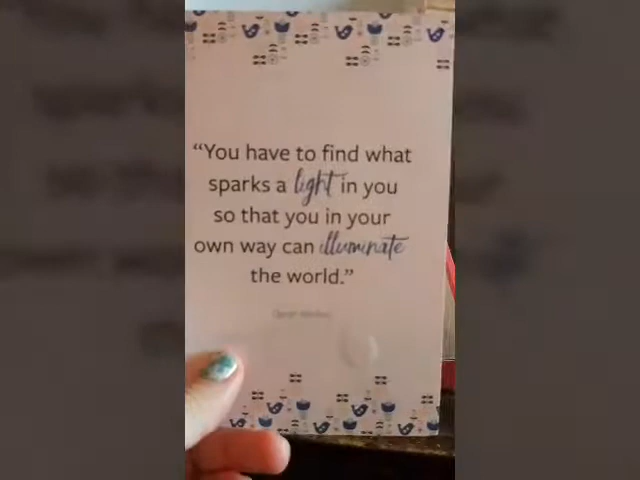 “You have to find what
sparks a light in you
so that you in your
own way can illuminate
the world.”